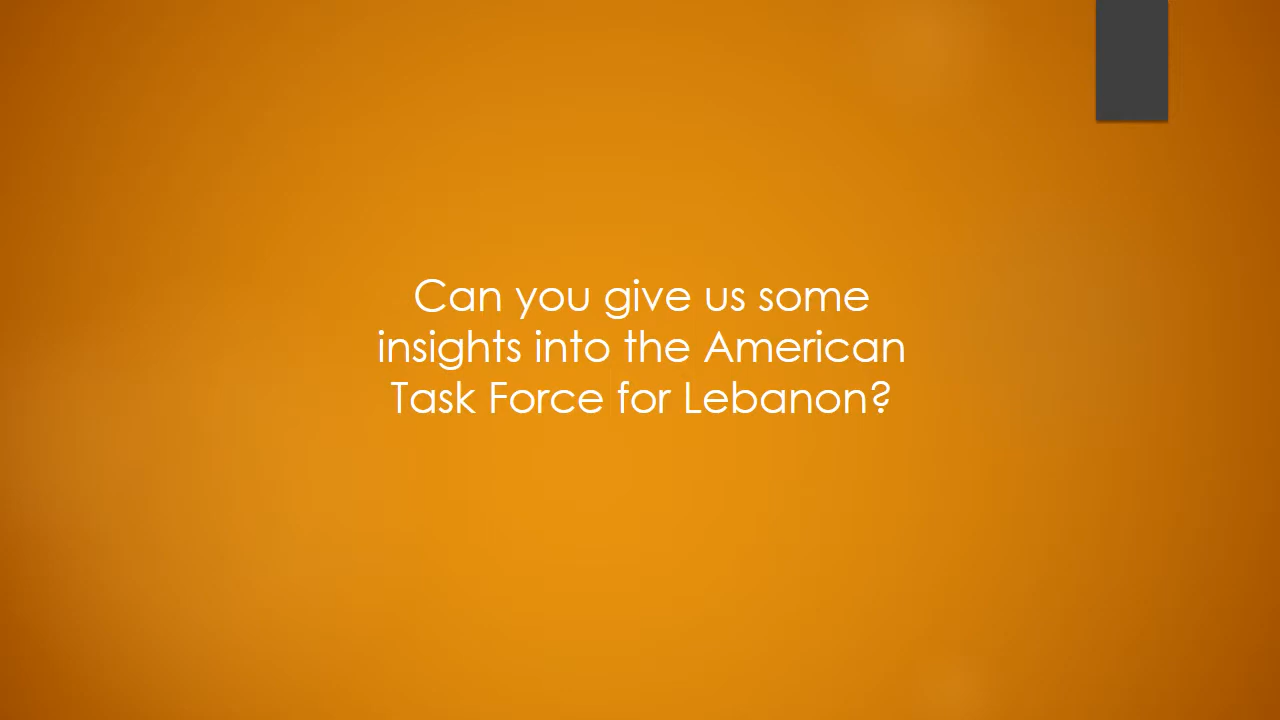 Can you give us some
insights into the American
Task Force for Lebanon?